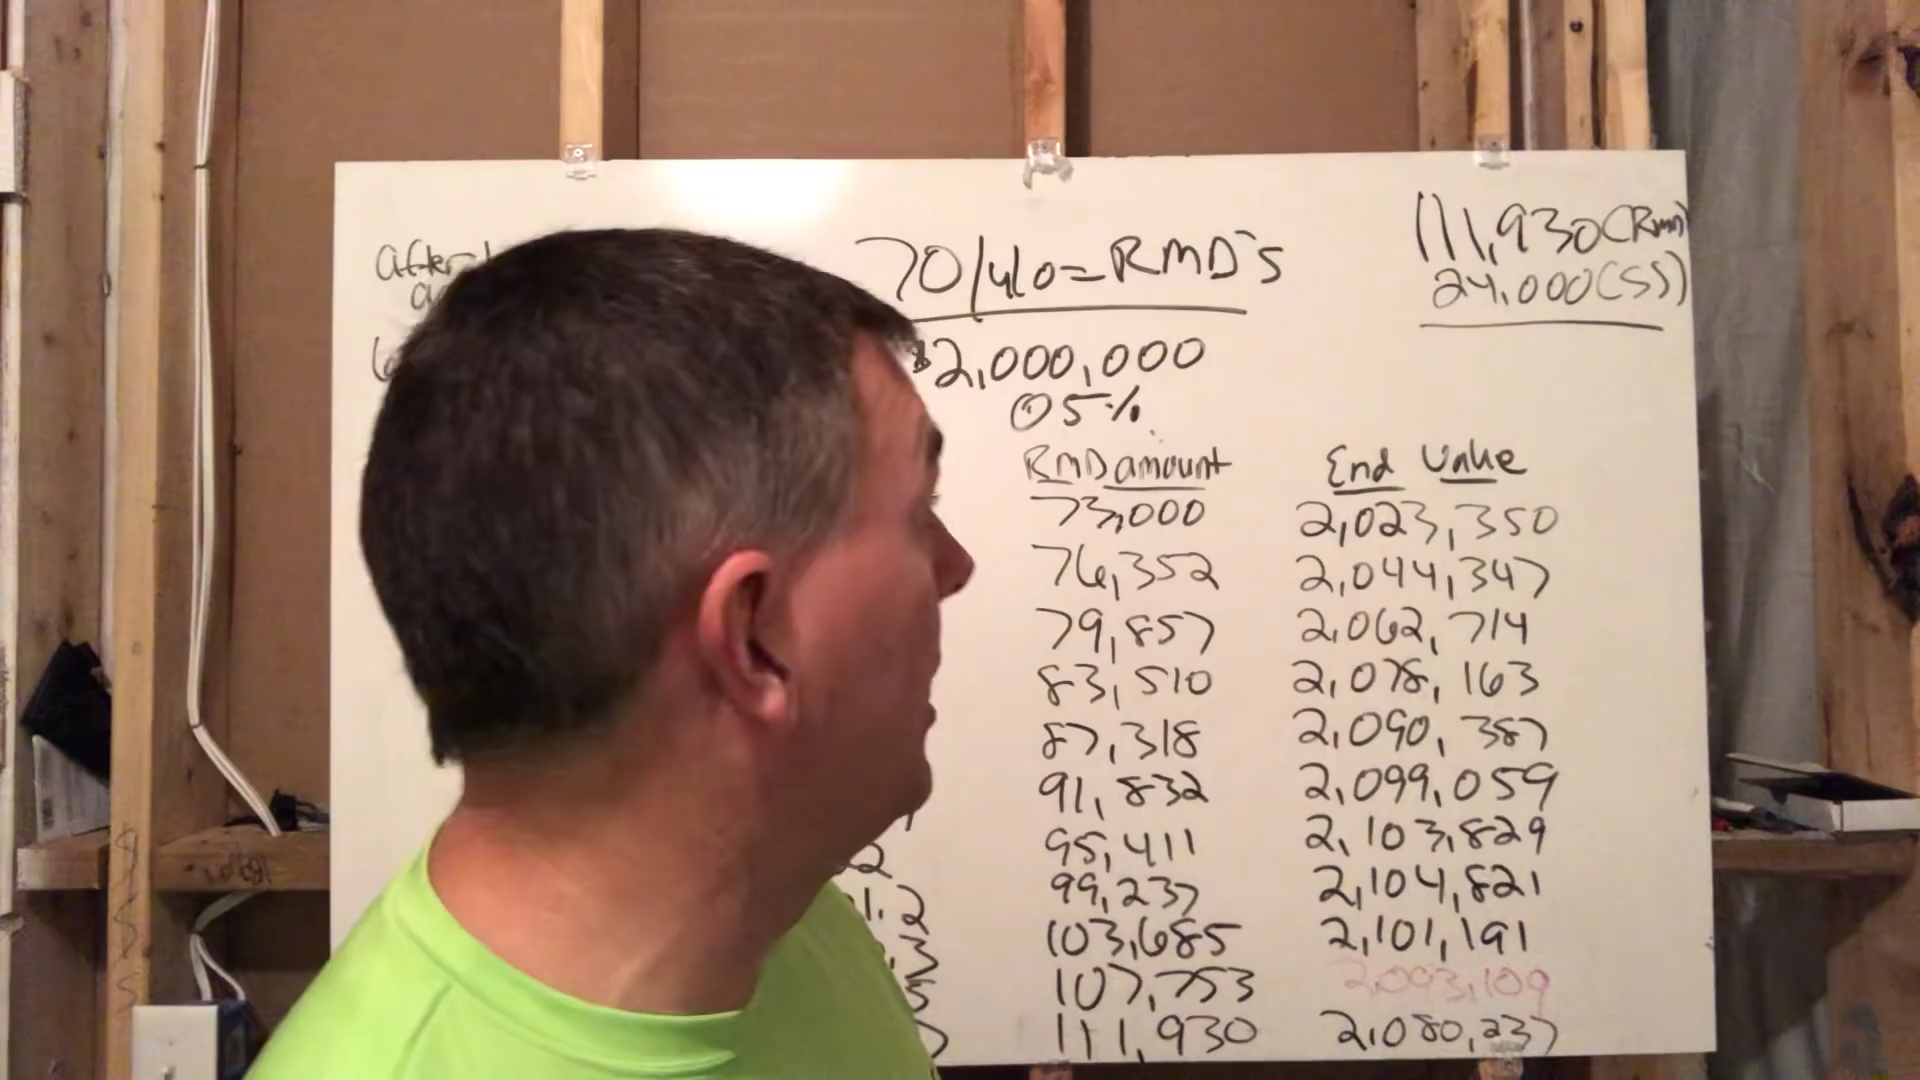 after
70/ylo=RMD's
111,930(Rmd)
24,000(SS)
$2,000,000
@5%
RMD amount End Value
73,000 2,023,350
76,352 2,044,347
79,857 2,062,714
83,510 2,078,163
87,318 2,090,387
91,832 2,099,059
95,411 2,103,829
99,237 2,104,821
103,685 2,101,191
107,753 2,093,109
111,930 2,080,237